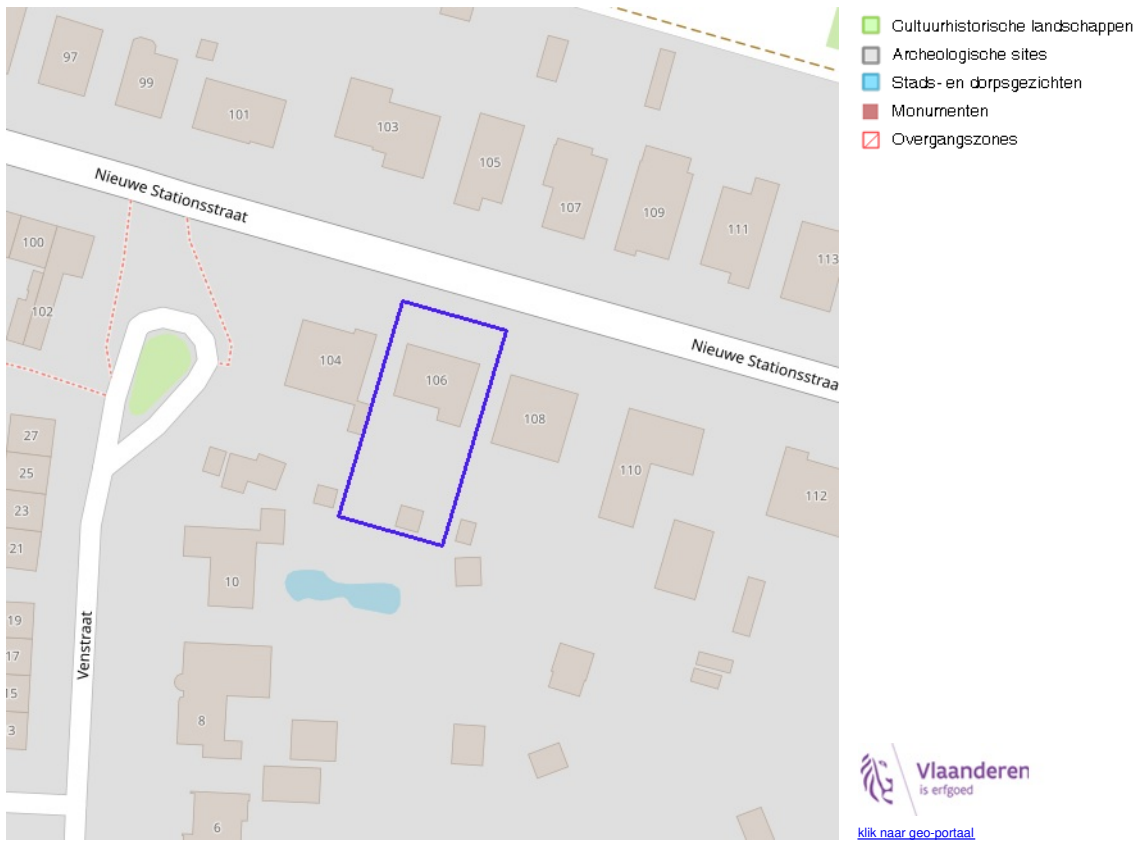 97
99
101
103
105
107
109
111
113
Nieuwe Stationsstraat
100
102
104
106
108
110
112
Nieuwe Stationsstraa
27
25
23
21
19
17
15
3
Venstraat
10
8
6
Cultuurhistorische landschappen
Archeologische sites
Stads- en dorpsgezichten
Monumenten
Overgangszones
Vlaanderen
is erfgoed
klik naar geo-portaal